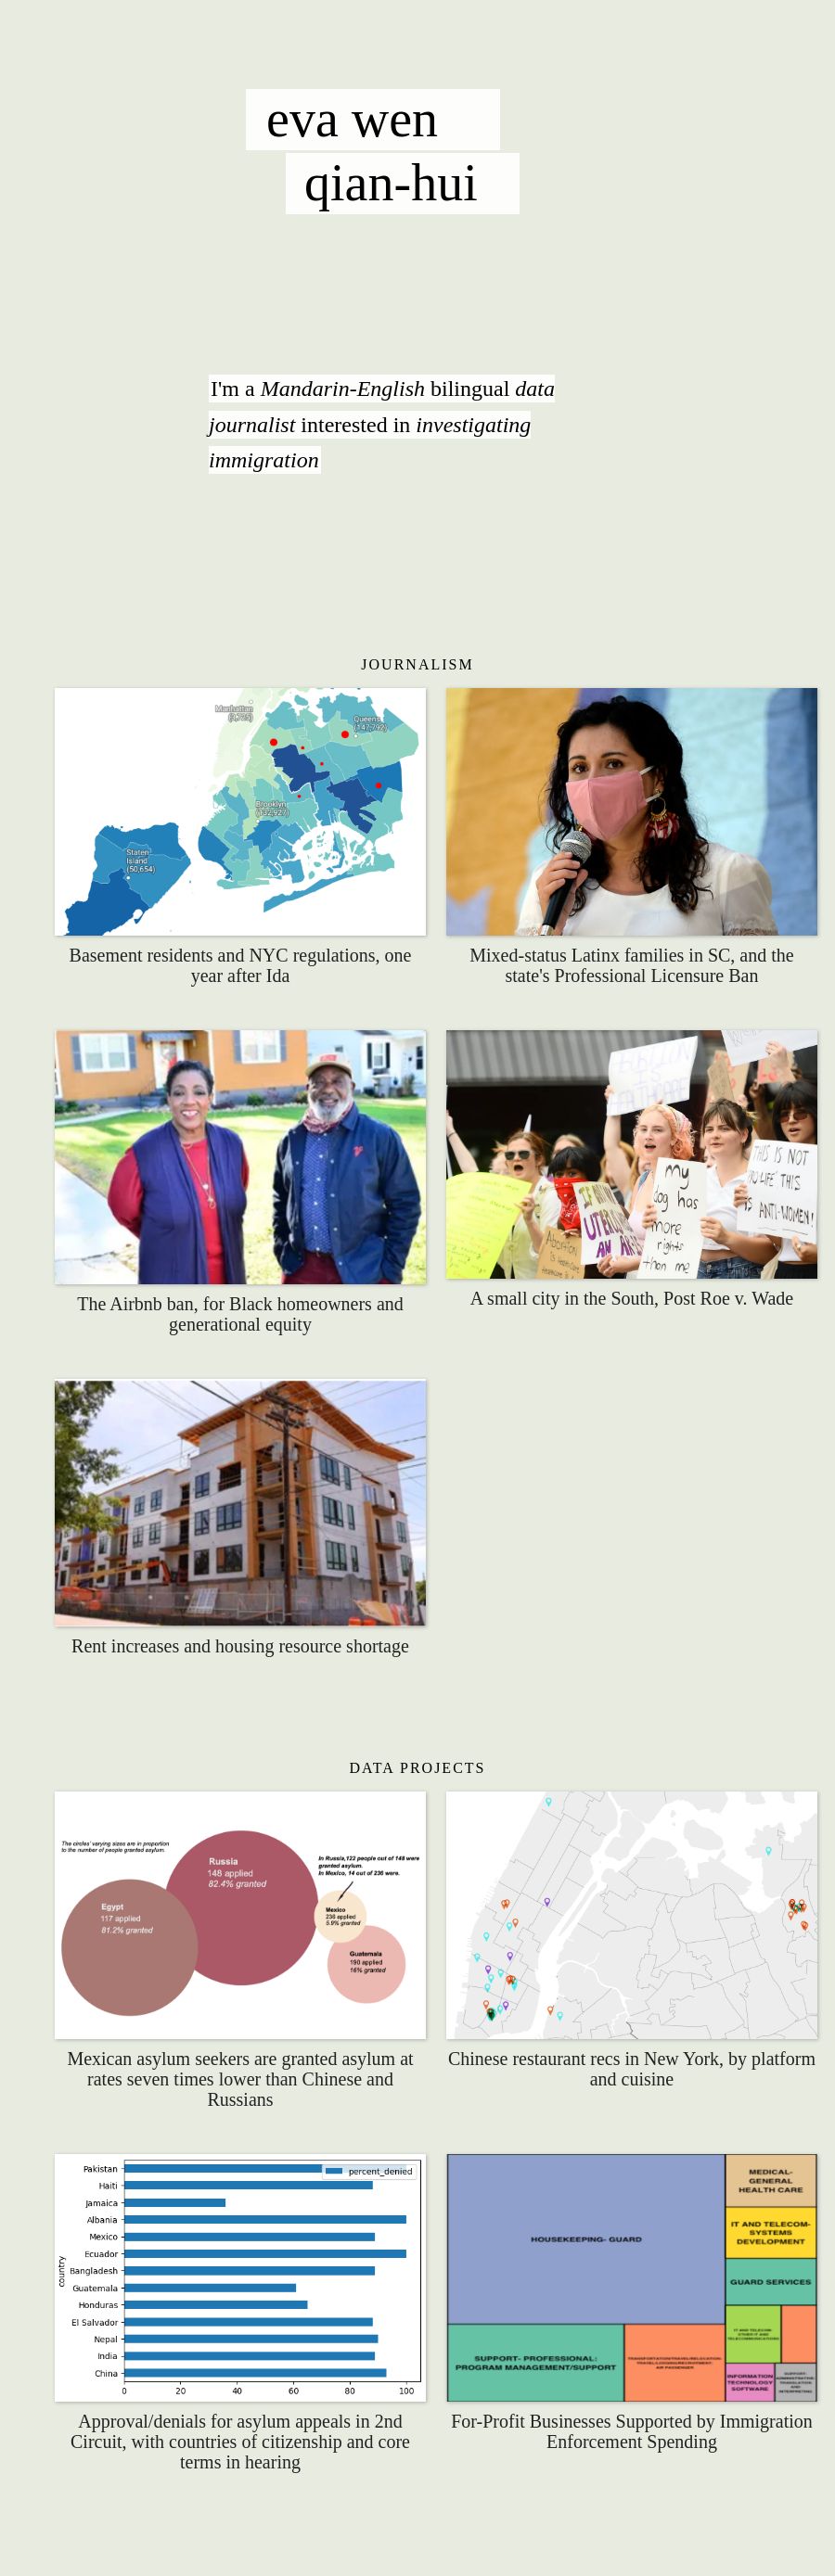 eva wen
qian-hui
I'm a Mandarin-English bilingual data
journalist interested in investigating
immigration
JOURNALISM
Manhattan
Queens
(147,792)
Brooklyn
Staten
Island
(50,654)
Basement residents and NYC regulations, one
year after Ida
Mixed-status Latinx families in SC, and the
state's Professional Licensure Ban
The Airbnb ban, for Black homeowners and
generational equity
my
dog has
more
rights
than me
THIS IS NOT
THIS
IS ANTI-WOMEN!
A small city in the South, Post Roe v. Wade
Rent increases and housing resource shortage
DATA PROJECTS
The circles' varying sizes are in proportion
to the number of people granted asylum.
Russia
148 applied
82.4% granted
In Russia,122 people out of 148 were
granted asylum.
In Mexico, 14 out of 236 were.
Egypt
117 applied
81.2% granted
Mexico
236 applied
5.9% granted
Guatemala
190 applied
16% granted
Mexican asylum seekers are granted asylum at
rates seven times lower than Chinese and
Russians
Chinese restaurant recs in New York, by platform
and cuisine
percent_denied
Pakistan
Haiti
Jamaica
Albania
Mexico
Ecuador
Bangladesh
Guatemala
Honduras
El Salvador
Nepal
India
China
country
0 20 40 60 80 100
Approval/denials for asylum appeals in 2nd
Circuit, with countries of citizenship and core
terms in hearing
HOUSEKEEPING- GUARD
MEDICAL-
GENERAL
HEALTH CARE
IT AND TELECOM-
SYSTEMS
DEVELOPMENT
GUARD SERVICES
SUPPORT- PROFESSIONAL:
PROGRAM MANAGEMENT/SUPPORT
INFORMATION
TECHNOLOGY
SOFTWARE
For-Profit Businesses Supported by Immigration
Enforcement Spending